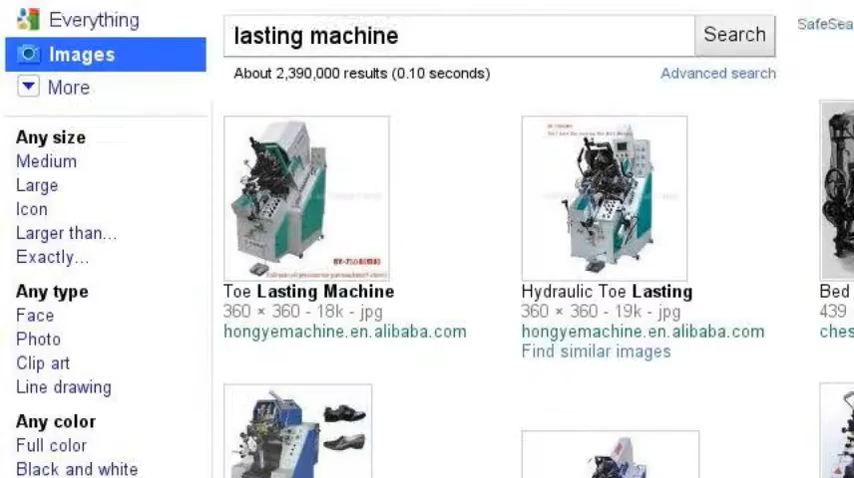 Everything
Images
More
lasting machine
Search
SafeSea
About 2,390,000 results (0.10 seconds)
Advanced search
Any size
Medium
Large
Icon
Larger than...
Exactly...
Any type
Face
Photo
Clip art
Line drawing
Any color
Full color
Black and white
Toe Lasting Machine
360 × 360 - 18k - jpg
hongyemachine.en.alibaba.com
Hydraulic Toe Lasting
360 × 360 - 19k - jpg
hongyemachine.en.alibaba.com
Find similar images
Bed
439
ches